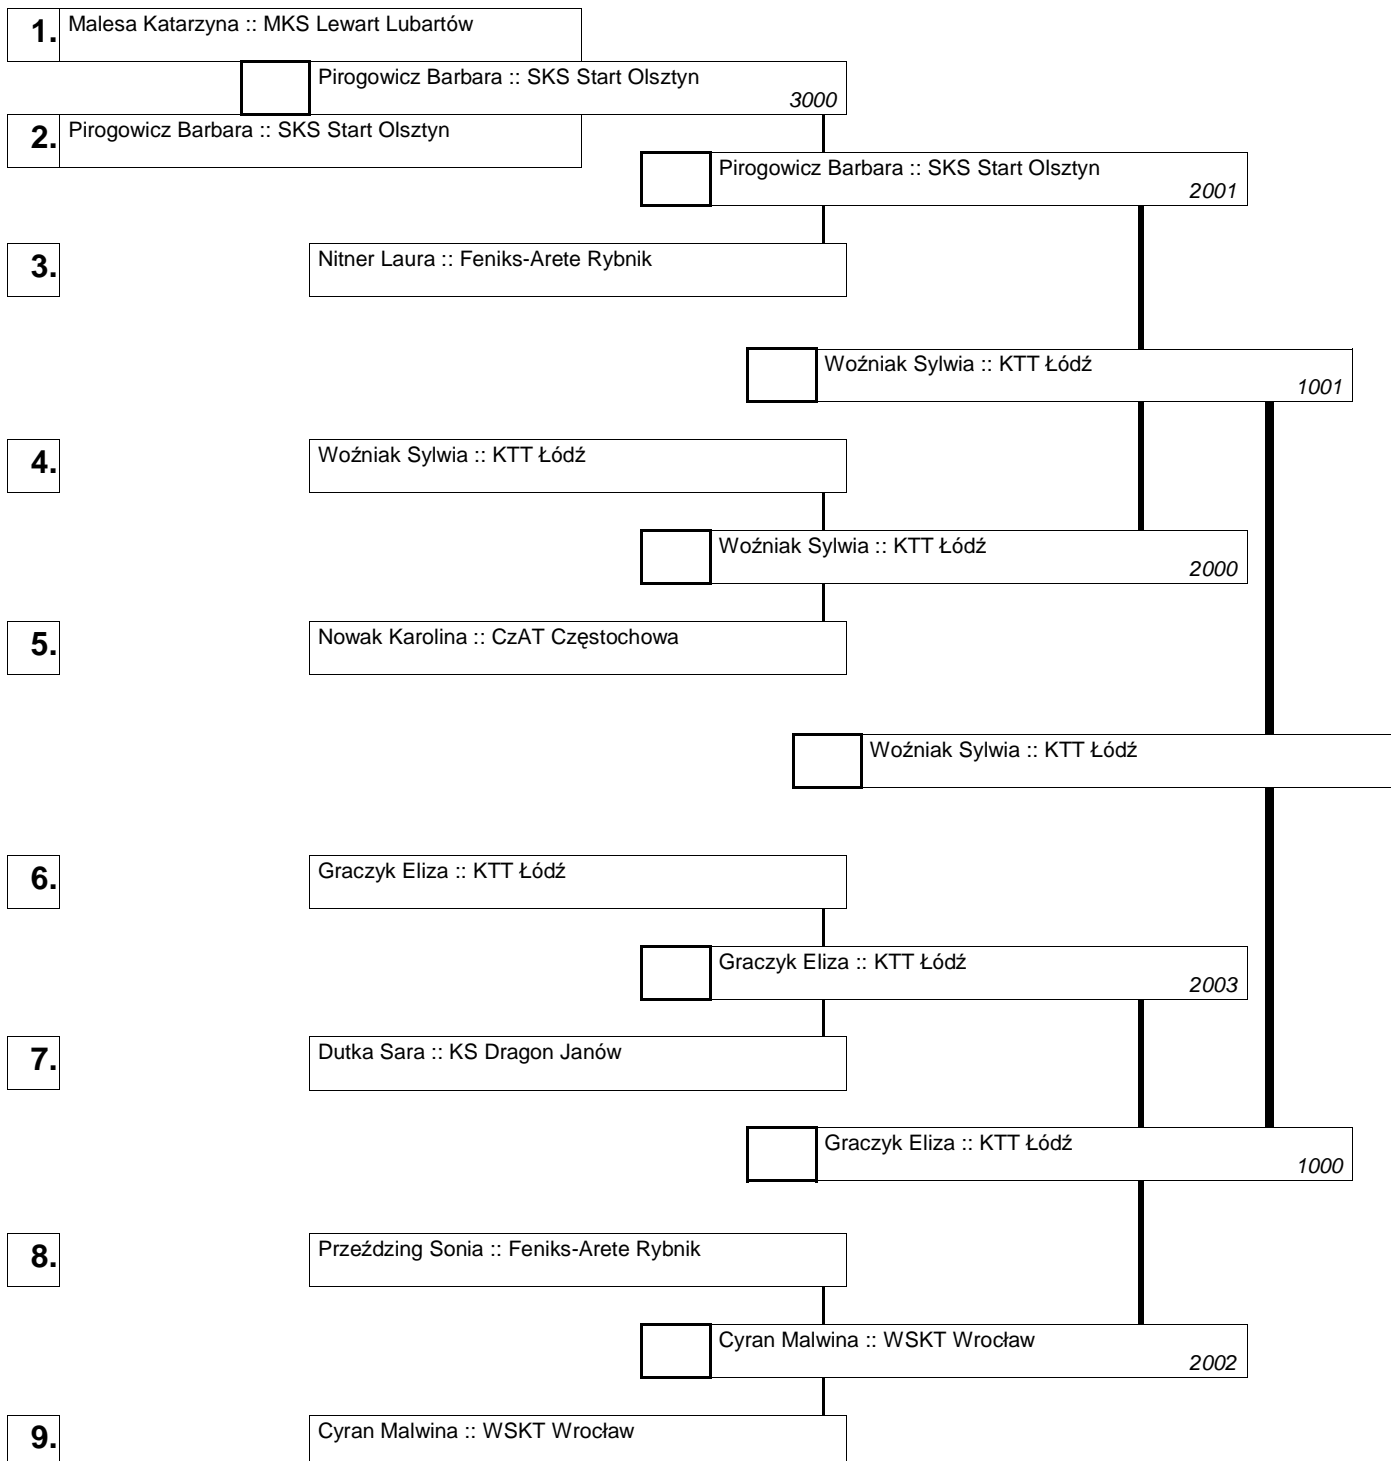 1. Malesa Katarzyna :: MKS Lewart Lubartów
Pirogowicz Barbara :: SKS Start Olsztyn
3000
2. Pirogowicz Barbara :: SKS Start Olsztyn
Pirogowicz Barbara :: SKS Start Olsztyn
2001
3. Nitner Laura :: Feniks-Arete Rybnik
Woźniak Sylwia :: KTT Łódź
1001
4. Woźniak Sylwia :: KTT Łódź
Woźniak Sylwia :: KTT Łódź
2000
5. Nowak Karolina :: CzAT Częstochowa
Woźniak Sylwia :: KTT Łódź
6. Graczyk Eliza :: KTT Łódź
Graczyk Eliza :: KTT Łódź
2003
7. Dutka Sara :: KS Dragon Janów
Graczyk Eliza :: KTT Łódź
1000
8. Przeździng Sonia :: Feniks-Arete Rybnik
Cyran Malwina :: WSKT Wrocław
2002
9. Cyran Malwina :: WSKT Wrocław